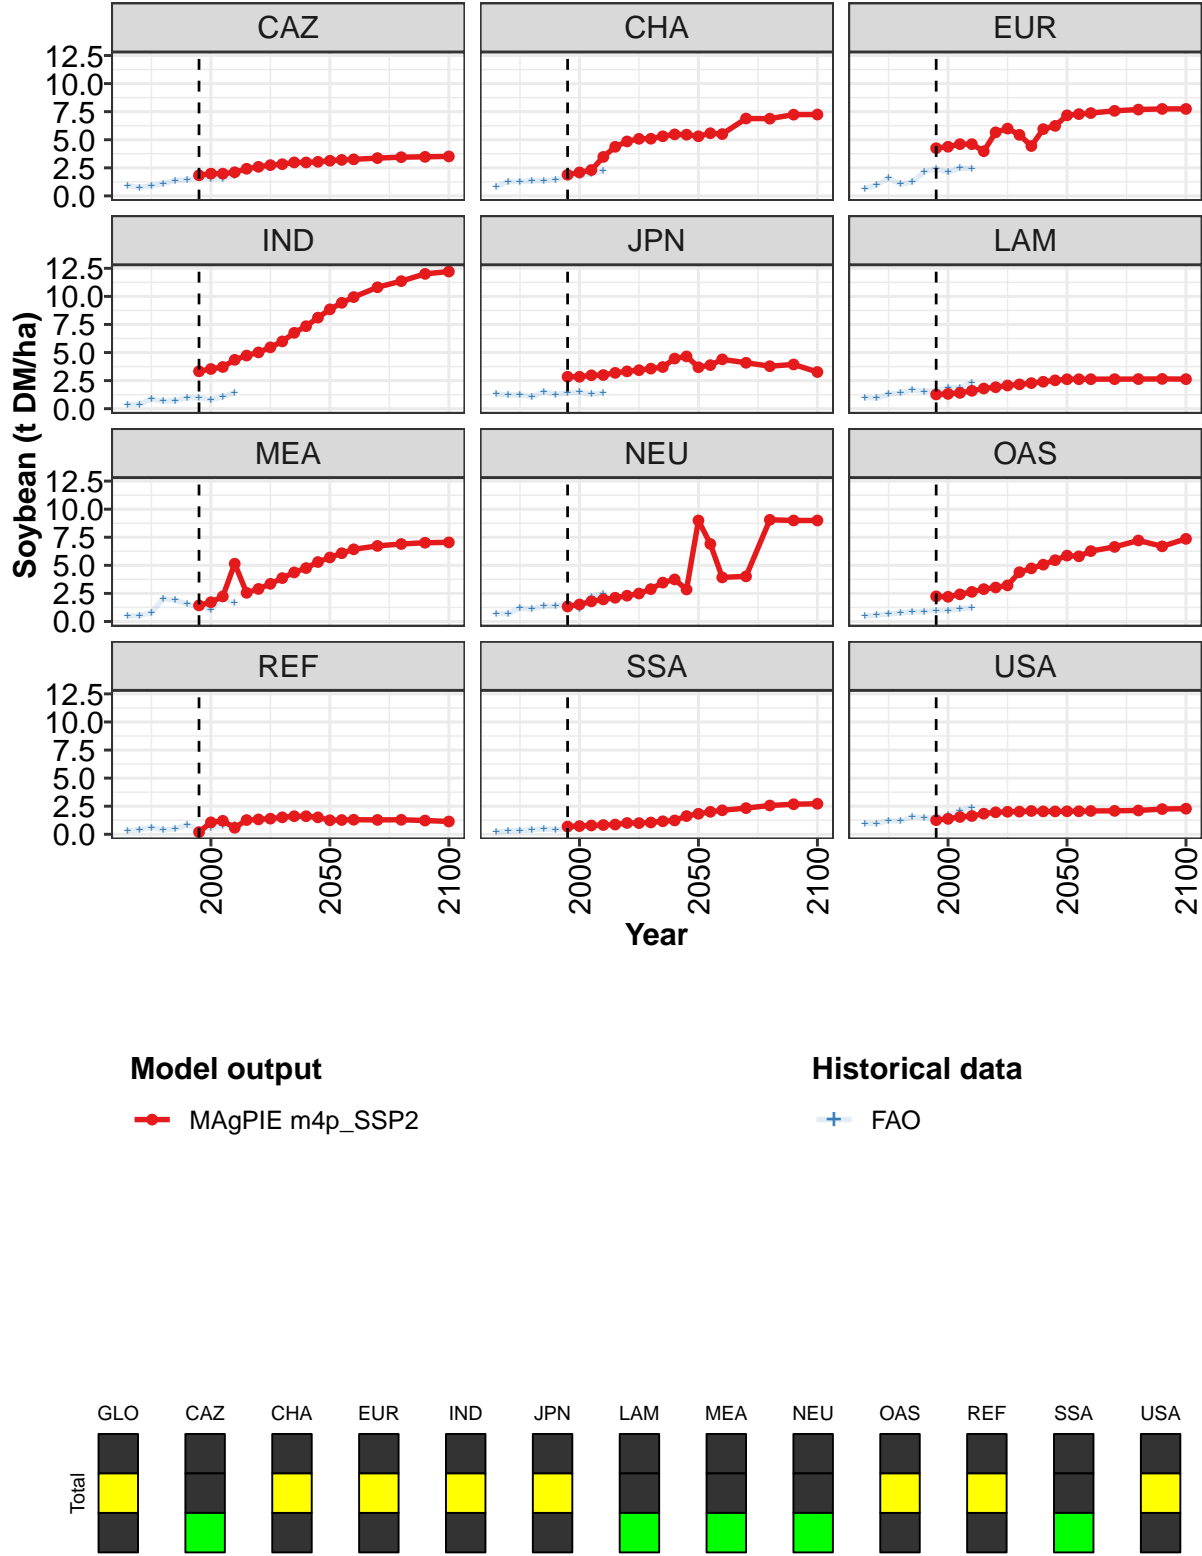 CAZ CHA EUR
12.5
10.0
7.5
5.0
2.5
0.0
IND JPN LAM
12.5
10.0
7.5
5.0
2.5
0.0
MEA NEU OAS
12.5
10.0
7.5
5.0
2.5
0.0
REF SSA USA
12.5
10.0
7.5
5.0
2.5
0.0
Soybean (t DM/ha)
2000 2050 2100 2000 2050 2100 2000 2050 2100
Year
Model output Historical data
MAgPIE m4p_SSP2 FAO
GLO CAZ CHA EUR IND JPN LAM MEA NEU OAS REF SSA USA
Total